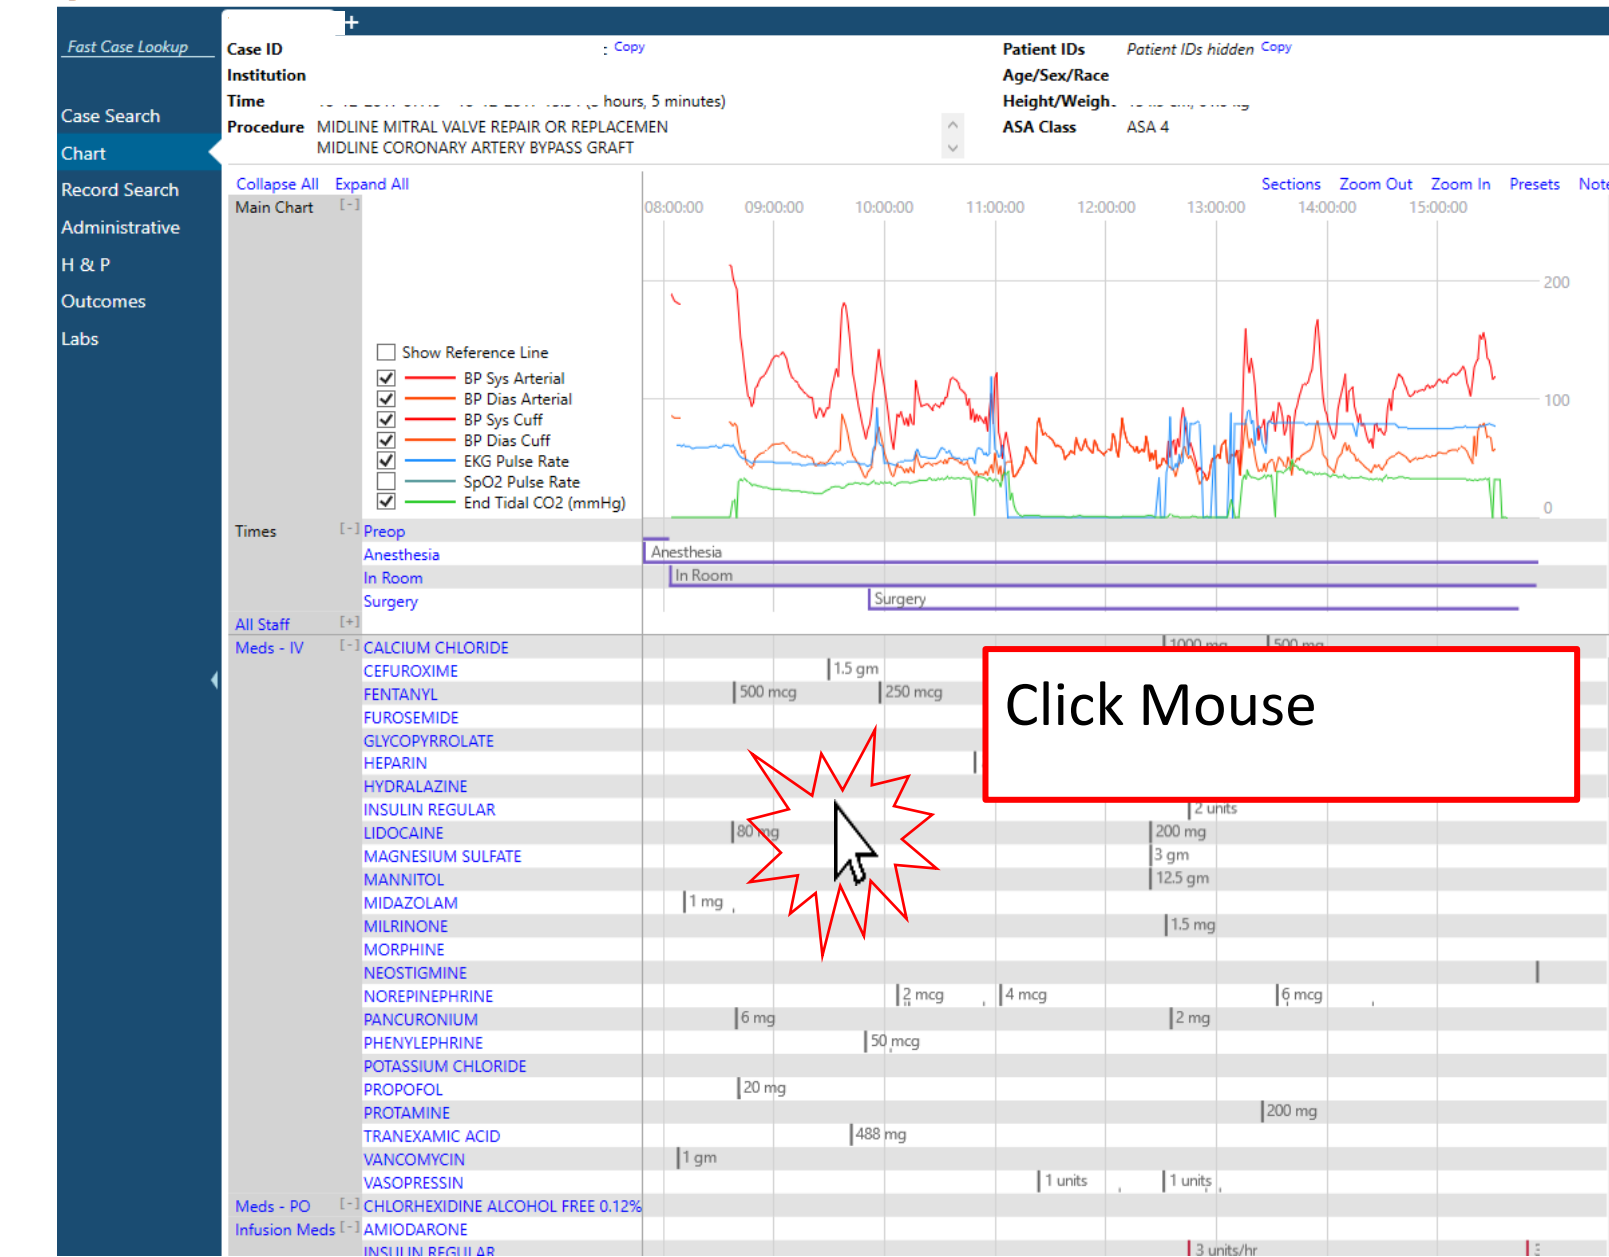 Fast Case Lookup
Case Search
Chart
Record Search
Administrative
H & P
Outcomes
Labs
+
Case ID : Copy
Institution
Time hours, 5 minutes)
Procedure MIDLINE MITRAL VALVE REPAIR OR REPLACEMEN
MIDLINE CORONARY ARTERY BYPASS GRAFT
Patient IDs Patient IDs hidden Copy
Age/Sex/Race
Height/Weigh
ASA Class ASA 4
Collapse All Expand All Sections Zoom Out Zoom In Presets Note
Main Chart [-] 08:00:00 09:00:00 10:00:00 11:00:00 12:00:00 13:00:00 14:00:00 15:00:00
200
100
0
Show Reference Line
BP Sys Arterial
BP Dias Arterial
BP Sys Cuff
BP Dias Cuff
EKG Pulse Rate
SpO2 Pulse Rate
End Tidal CO2 (mmHg)
Times [-] Preop
Anesthesia Anesthesia
In Room In Room
Surgery Surgery
All Staff [+]
Meds - IV [-] CALCIUM CHLORIDE 1000 mg 500 mg
CEFUROXIME 1.5 gm
FENTANYL 500 mcg 250 mcg
FUROSEMIDE
GLYCOPYRROLATE
HEPARIN
HYDRALAZINE
INSULIN REGULAR 2 units
LIDOCAINE 80 mg 200 mg
MAGNESIUM SULFATE 3 gm
MANNITOL 12.5 gm
MIDAZOLAM 1 mg
MILRINONE 1.5 mg
MORPHINE
NEOSTIGMINE
NOREPINEPHRINE 2 mcg 4 mcg 6 mcg
PANCURONIUM 6 mg 2 mg
PHENYLEPHRINE 50 mcg
POTASSIUM CHLORIDE
PROPOFOL 20 mg
PROTAMINE 200 mg
TRANEXAMIC ACID 488 mg
VANCOMYCIN 1 gm
VASOPRESSIN 1 units 1 units
Meds - PO [-] CHLORHEXIDINE ALCOHOL FREE 0.12%
Infusion Meds [-] AMIODARONE
INSULIN REGULAR 3 units/hr
Click Mouse